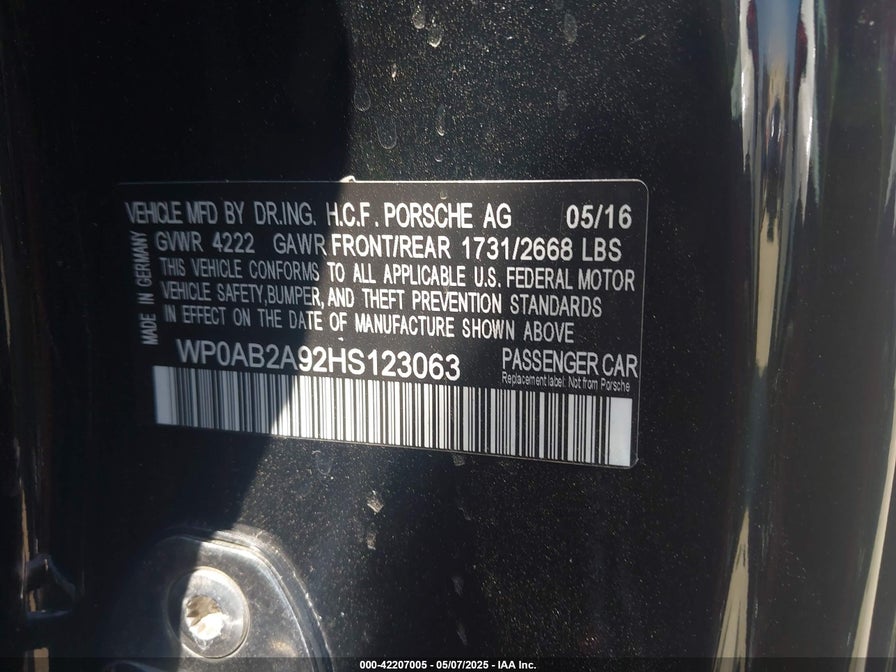 VEHICLE MFD BY DR.ING. H.C.F. PORSCHE AG 05/16
GVWR 4222 GAWR FRONT/REAR 1731/2668 LBS
THIS VEHICLE CONFORMS TO ALL APPLICABLE U.S. FEDERAL MOTOR
VEHICLE SAFETY,BUMPER,AND THEFT PREVENTION STANDARDS
IN EFFECT ON THE DATE OF MANUFACTURE SHOWN ABOVE
MADE IN GERMANY
WP0AB2A92HS123063 PASSENGER CAR
Replacement label: Not from Porsche
000-42207005 - 05/07/2025 - IAA Inc.